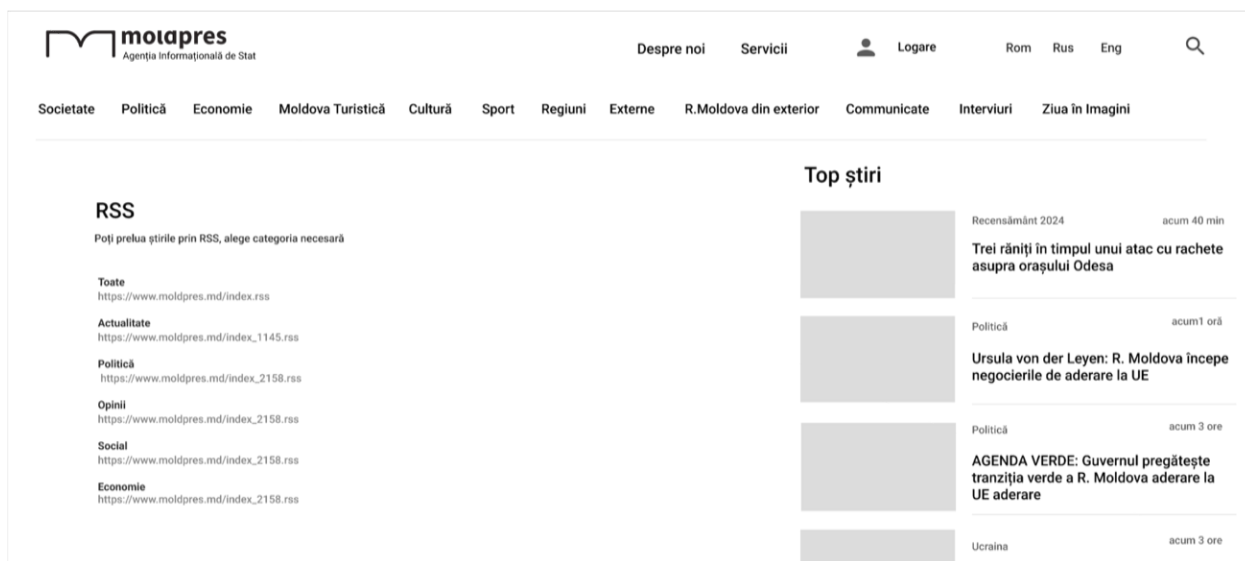 moldpres
Agenția Informațională de Stat
Despre noi Servicii Logare Rom Rus Eng
Societate Politică Economie Moldova Turistică Cultură Sport Regiuni Externe R.Moldova din exterior Communicate Interviuri Ziua în Imagini
RSS
Poți prelua știrile prin RSS, alege categoria necesară
Toate
https://www.moldpres.md/index.rss
Actualitate
https://www.moldpres.md/index_1145.rss
Politică
https://www.moldpres.md/index_2158.rss
Opinii
https://www.moldpres.md/index_2158.rss
Social
https://www.moldpres.md/index_2158.rss
Economie
https://www.moldpres.md/index_2158.rss
Top știri
Recensământ 2024 acum 40 min
Trei răniți în timpul unui atac cu rachete
asupra orașului Odesa
Politică acum1 oră
Ursula von der Leyen: R. Moldova începe
negocierile de aderare la UE
Politică acum 3 ore
AGENDA VERDE: Guvernul pregătește
tranziția verde a R. Moldova aderare la
UE aderare
Ucraina acum 3 ore